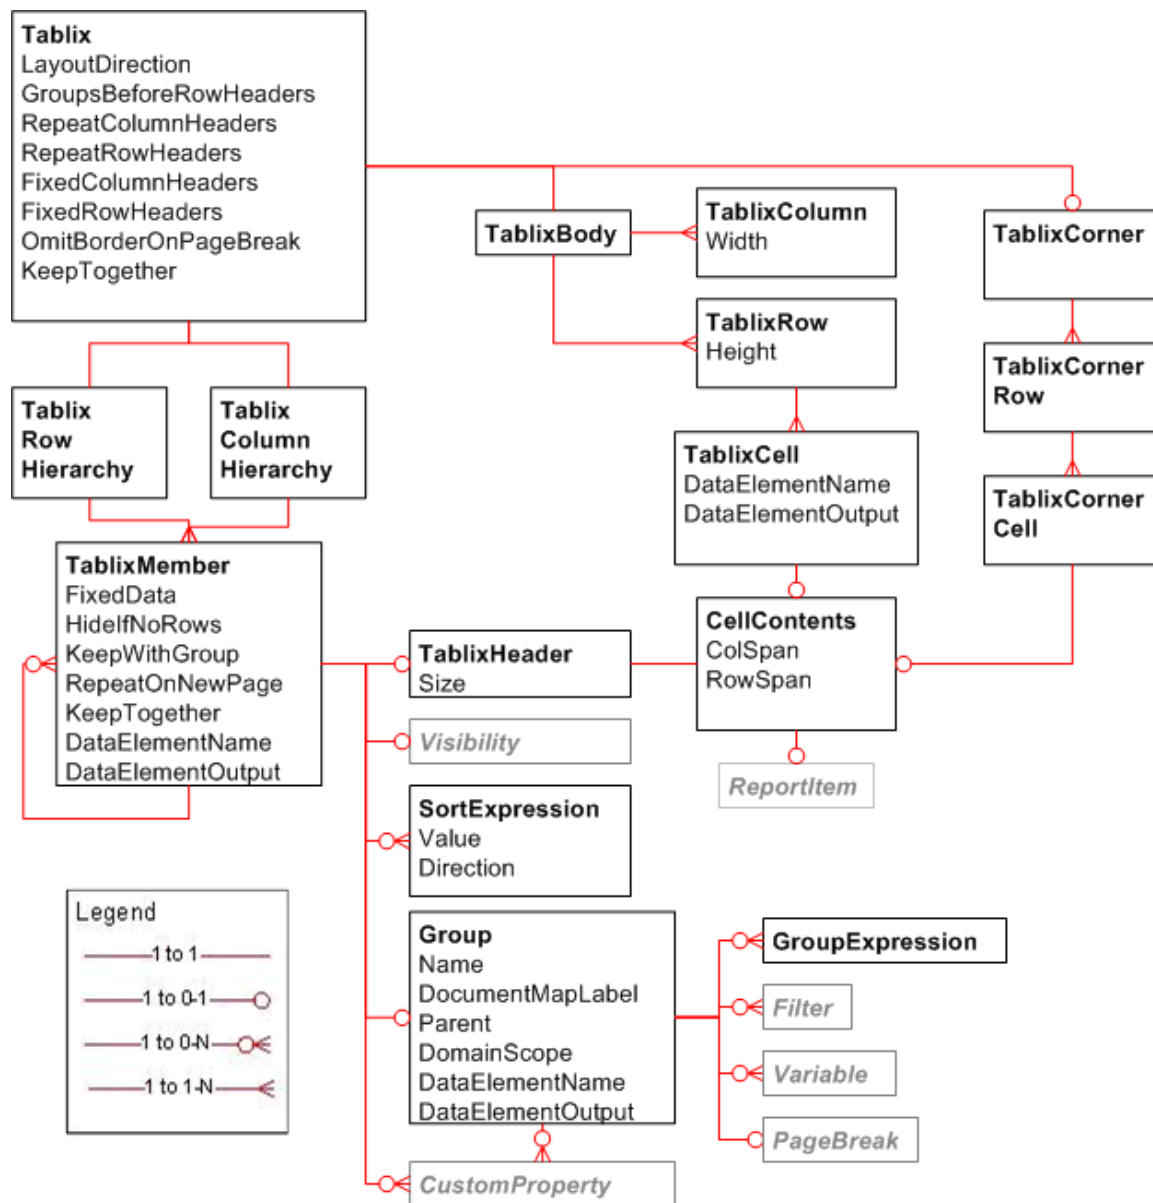 Tablix
LayoutDirection
GroupsBeforeRowHeaders
RepeatColumnHeaders
RepeatRowHeaders
FixedColumnHeaders
FixedRowHeaders
OmitBorderOnPageBreak
KeepTogether
TablixBody
TablixColumn
Width
TablixRow
Height
TablixCorner
TablixCorner
Row
TablixCorner
Cell
Tablix
Row
Hierarchy
Tablix
Column
Hierarchy
TablixCell
DataElementName
DataElementOutput
TablixMember
FixedData
HideIfNoRows
KeepWithGroup
RepeatOnNewPage
KeepTogether
DataElementName
DataElementOutput
TablixHeader
Size
CellContents
ColSpan
RowSpan
Visibility
ReportItem
SortExpression
Value
Direction
Group
Name
DocumentMapLabel
Parent
DomainScope
DataElementName
DataElementOutput
GroupExpression
Filter
Variable
PageBreak
CustomProperty
Legend
1 to 1
1 to 0-1
1 to 0-N
1 to 1-N